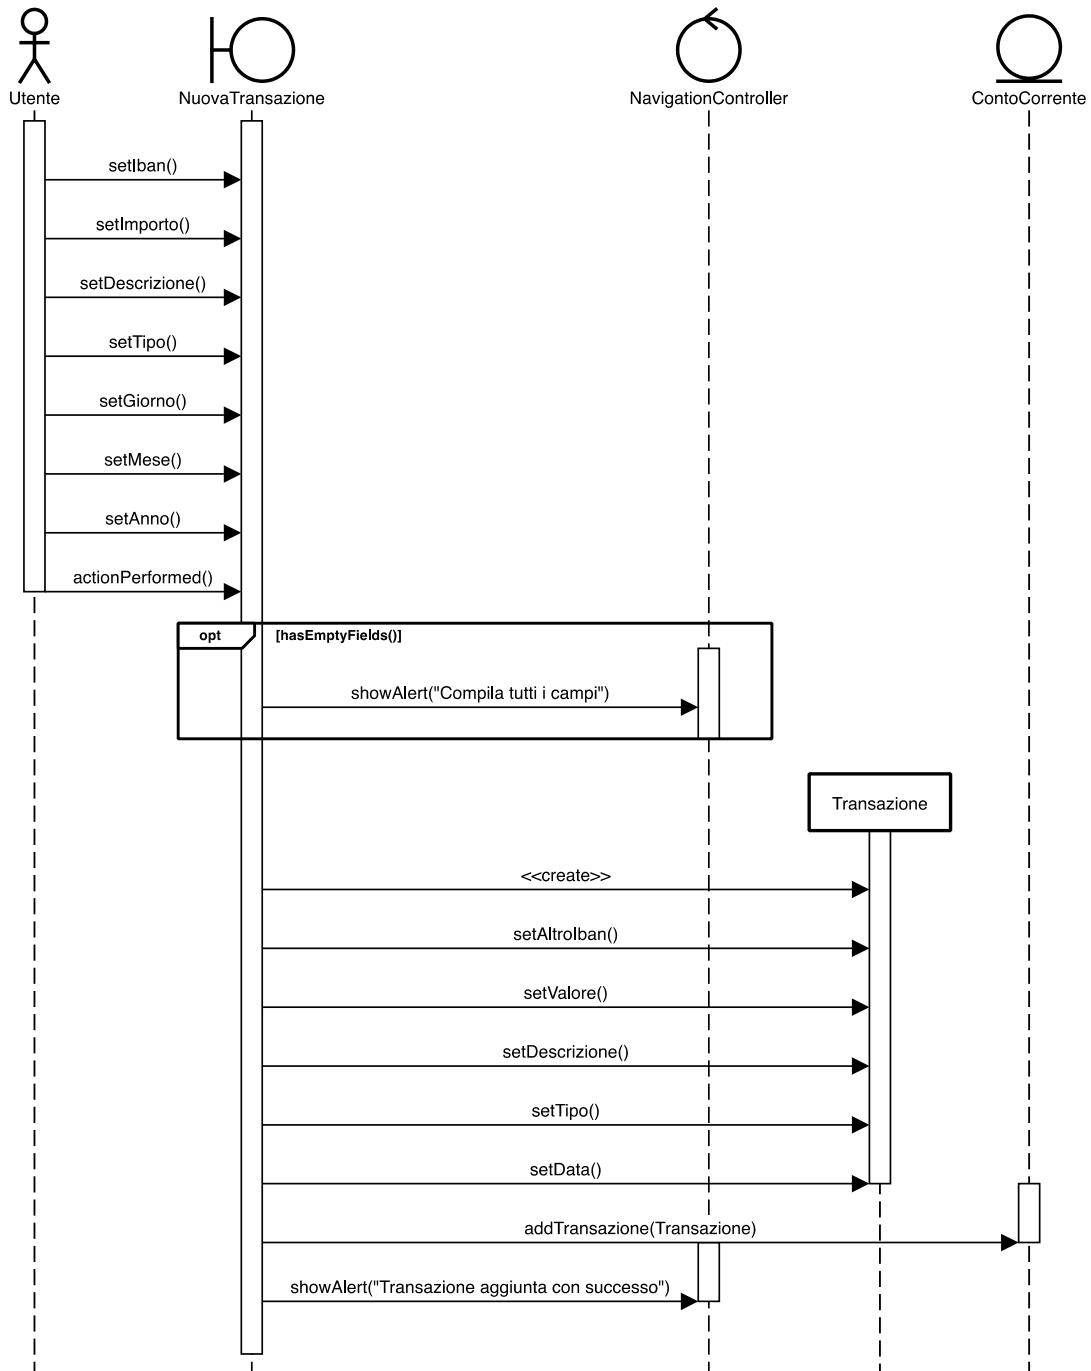 Utente
NuovaTransazione
NavigationController
ContoCorrente
setIban()
setImporto()
setDescrizione()
setTipo()
setGiorno()
setMese()
setAnno()
actionPerformed()
opt
[hasEmptyFields()]
showAlert("Compila tutti i campi")
Transazione
<<create>>
setAltroIban()
setValore()
setDescrizione()
setTipo()
setData()
addTransazione(Transazione)
showAlert("Transazione aggiunta con successo")